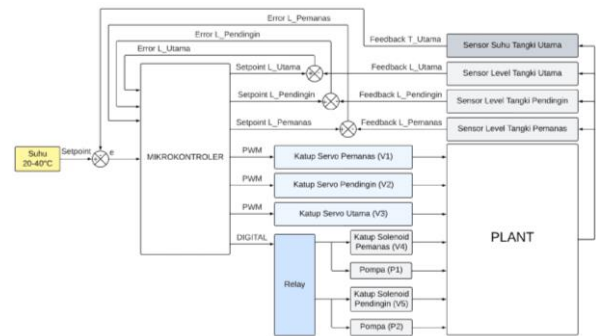 Error L_Pemanas
Error L_Pendingin
Error L_Utama
Feedback T_Utama
Sensor Suhu Tangki Utama
Setpoint L_Utama
Feedback L_Utama
Sensor Level Tangki Utama
Setpoint L_Pendingin
Feedback L_Pendingin
Sensor Level Tangki Pendingin
Setpoint L_Pemanas
Feedback L_Pemanas
Sensor Level Tangki Pemanas
Suhu
20-40°C
Setpoint
e
MIKROKONTROLER
PWM
Katup Servo Pemanas (V1)
PWM
Katup Servo Pendingin (V2)
PWM
Katup Servo Utama (V3)
DIGITAL
Relay
Katup Solenoid
Pemanas (V4)
Pompa (P1)
Katup Solenoid
Pendingin (V5)
Pompa (P2)
PLANT